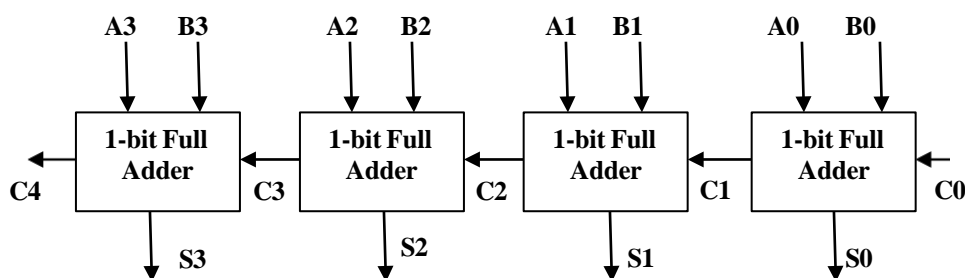 A3 B3 A2 B2 A1 B1 A0 B0
1-bit Full Adder
1-bit Full Adder
1-bit Full Adder
1-bit Full Adder
C4 C3 C2 C1 C0
S3 S2 S1 S0